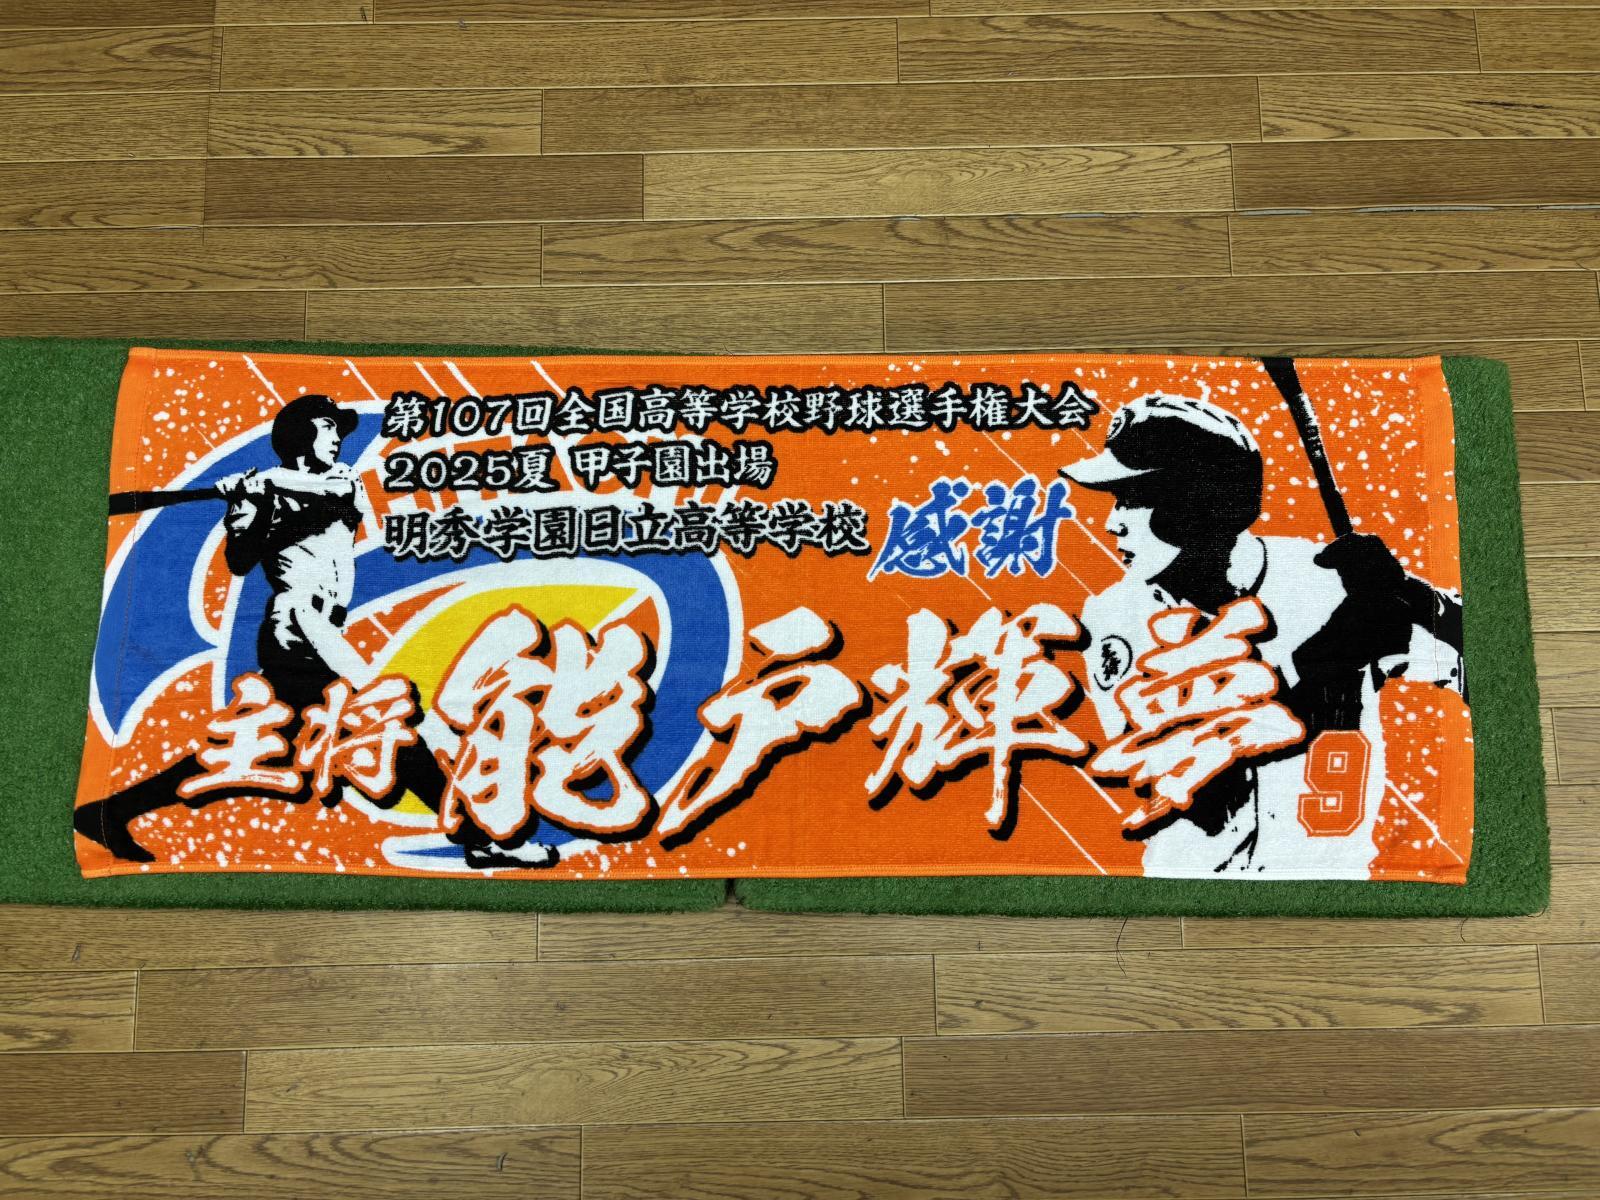 第107回全国高等学校野球選手権大会
2025夏 甲子園出場
明秀学園日立高等学校 感謝
主将 能戸輝夢
9